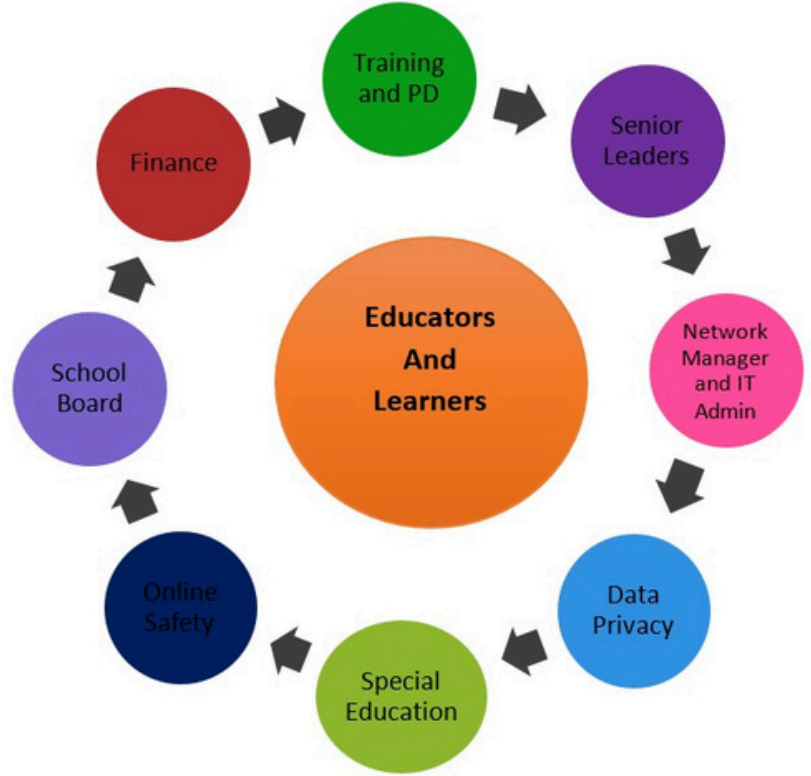 Training
and PD
Senior
Leaders
Network
Manager
and IT
Admin
Data
Privacy
Special
Education
Online
Safety
School
Board
Finance
Educators
And
Learners